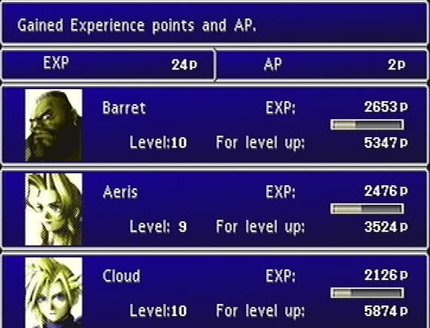 Gained Experience points and AP.
EXP 24p AP 2p
Barret EXP: 2653p
Level:10 For level up: 5347p
Aeris EXP: 2476p
Level: 9 For level up: 3524p
Cloud EXP: 2126p
Level:10 For level up: 5874p